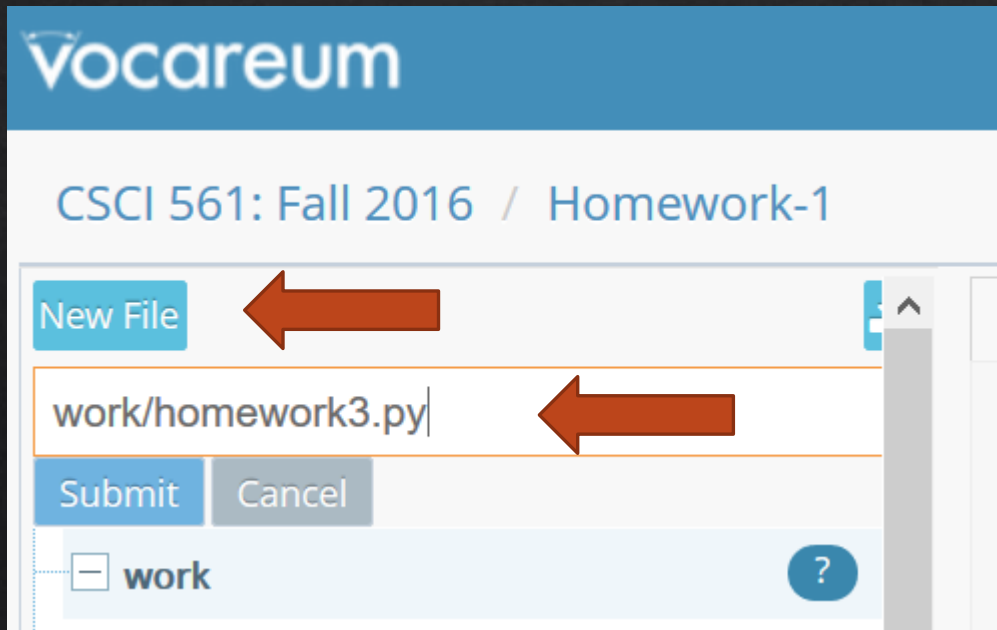 vocareum
CSCI 561: Fall 2016 / Homework-1
New File
work/homework3.py
Submit Cancel
work ?